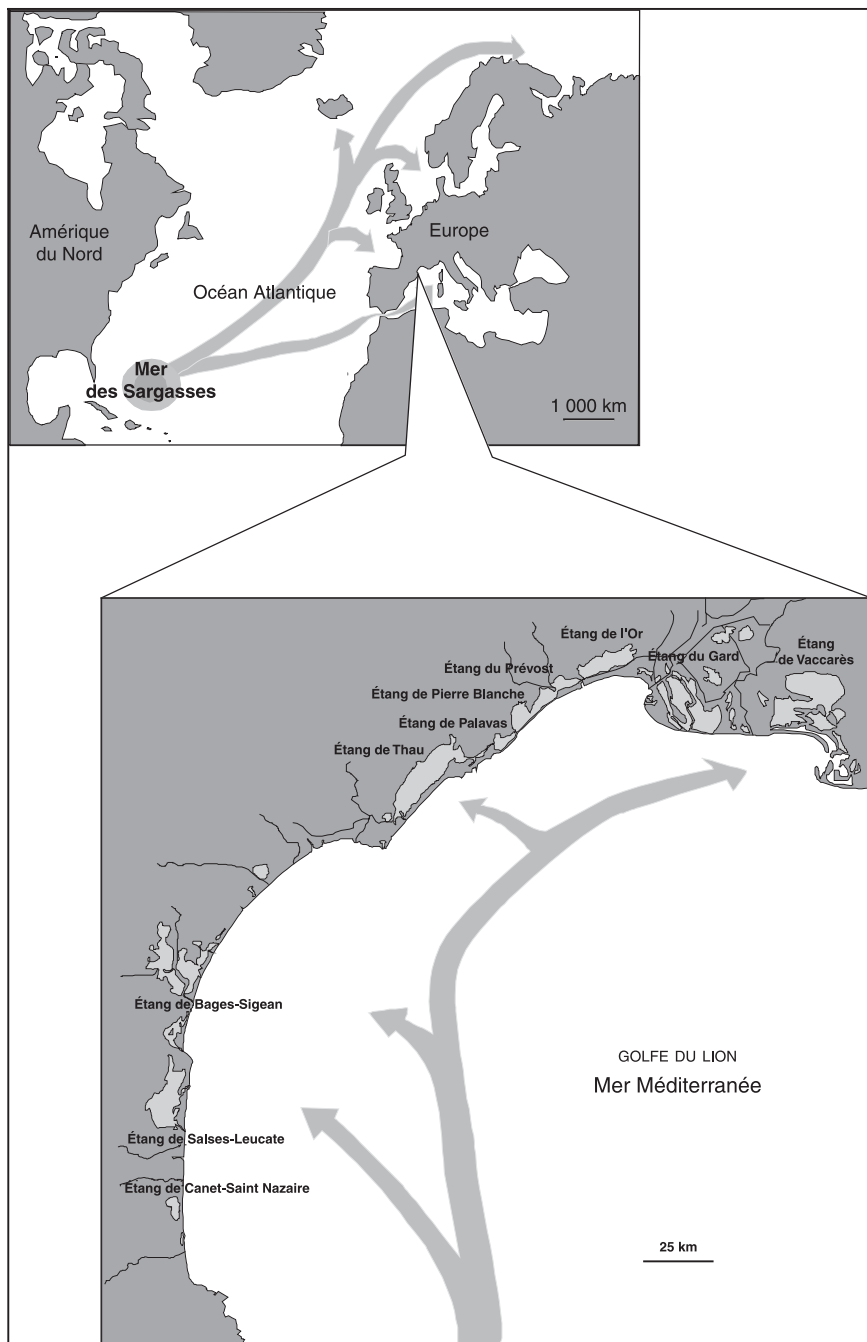 Amérique
du Nord
Europe
Océan Atlantique
Mer
des Sargasses
1 000 km
Étang de l'Or
Étang du Gard
Étang
de Vaccarès
Étang du Prévost
Étang de Pierre Blanche
Étang de Palavas
Étang de Thau
Étang de Bages-Sigean
GOLFE DU LION
Mer Méditerranée
Étang de Salses-Leucate
Étang de Canet-Saint Nazaire
25 km